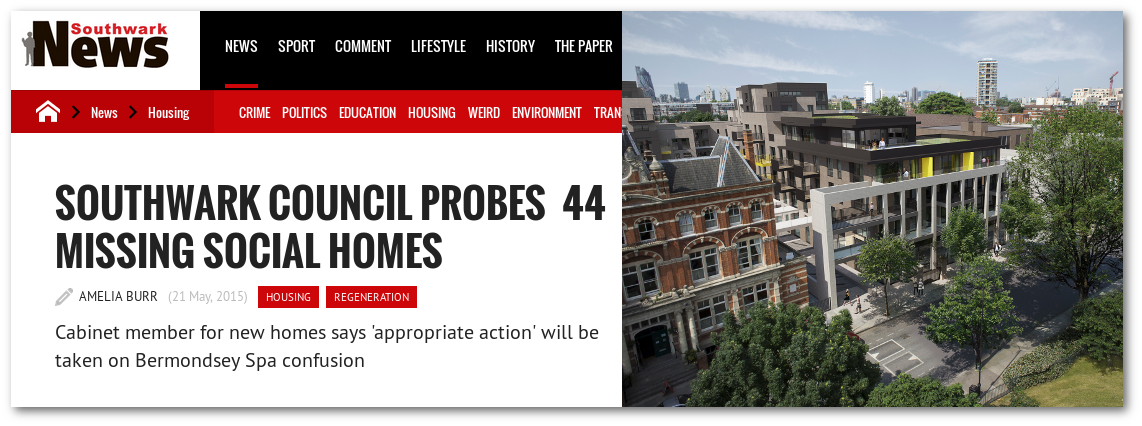 Southwark
News
NEWS SPORT COMMENT LIFESTYLE HISTORY THE PAPER
News Housing CRIME POLITICS EDUCATION HOUSING WEIRD ENVIRONMENT TRAN
SOUTHWARK COUNCIL PROBES 44
MISSING SOCIAL HOMES
AMELIA BURR (21 May, 2015) HOUSING REGENERATION
Cabinet member for new homes says 'appropriate action' will be
taken on Bermondsey Spa confusion